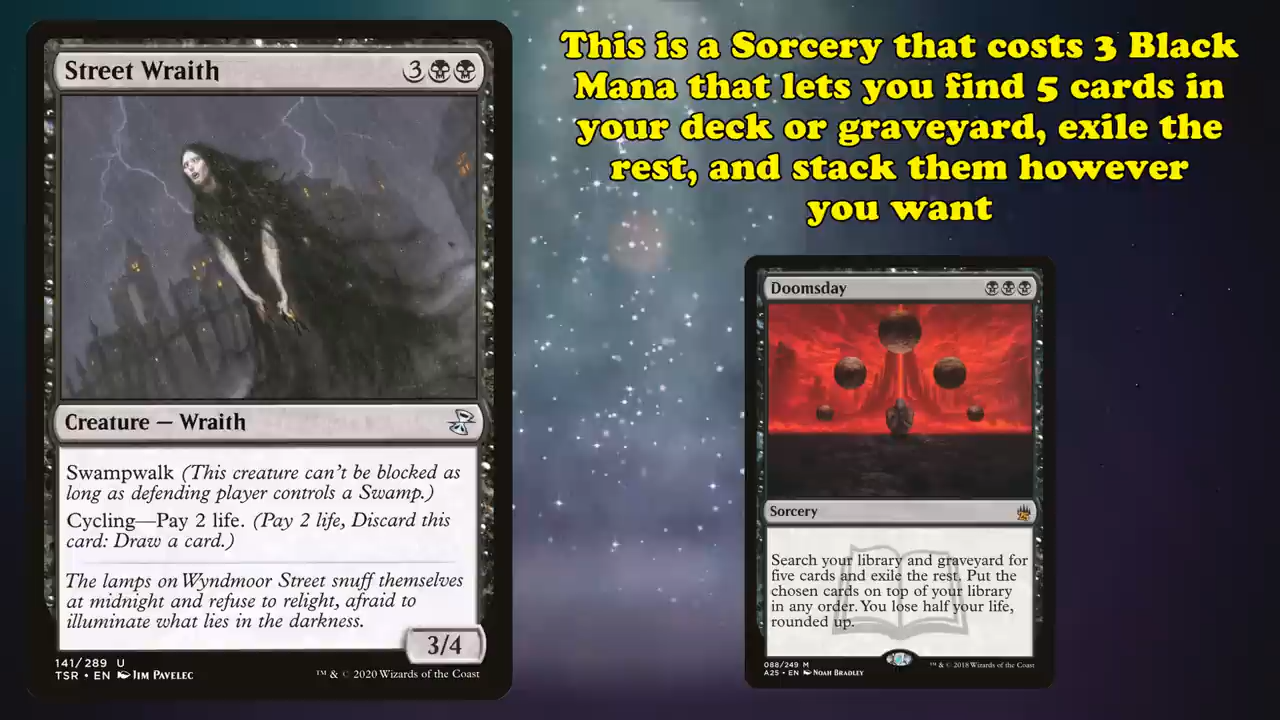 Street Wraith 3
Creature — Wraith
Swampwalk (This creature can't be blocked as
long as defending player controls a Swamp.)
Cycling—Pay 2 life. (Pay 2 life, Discard this
card: Draw a card.)
The lamps on Wyndmoor Street snuff themselves
at midnight and refuse to relight, afraid to
illuminate what lies in the darkness.
3/4
141/289 U
TSR • EN JIM PAVELEC
™ & © 2020 Wizards of the Coast
This is a Sorcery that costs 3 Black
Mana that lets you find 5 cards in
your deck or graveyard, exile the
rest, and stack them however
you want
Doomsday
Sorcery
Search your library and graveyard for
five cards and exile the rest. Put the
chosen cards on top of your library
in any order. You lose half your life,
rounded up.
088/249 M
A25 • EN NOAH BRADLEY
™ & © 2018 Wizards of the Coast